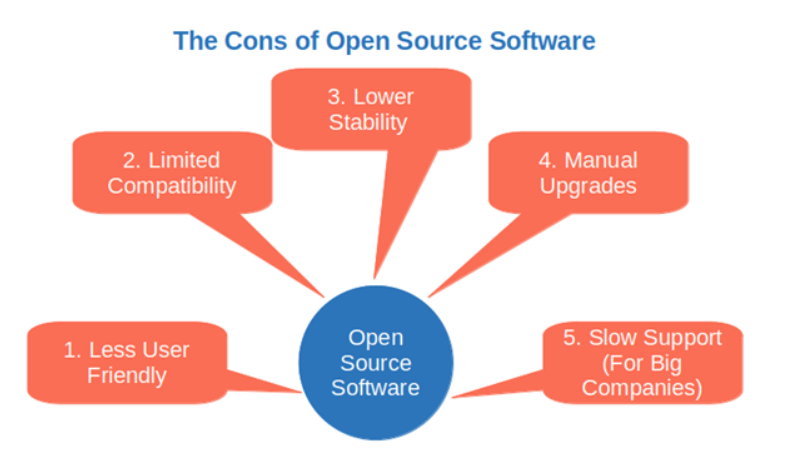 The Cons of Open Source Software
1. Less User
Friendly
2. Limited
Compatibility
3. Lower
Stability
4. Manual
Upgrades
5. Slow Support
(For Big
Companies)
Open
Source
Software